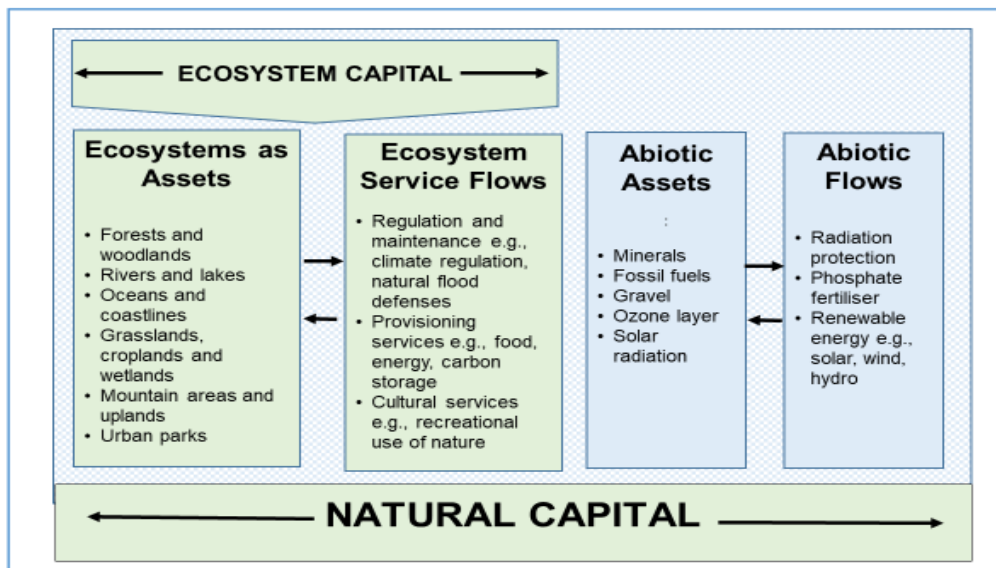 ECOSYSTEM CAPITAL
Ecosystems as
Assets
• Forests and
woodlands
• Rivers and lakes
• Oceans and
coastlines
• Grasslands,
croplands and
wetlands
• Mountain areas and
uplands
• Urban parks
Ecosystem
Service Flows
• Regulation and
maintenance e.g.,
climate regulation,
natural flood
defenses
• Provisioning
services e.g., food,
energy, carbon
storage
• Cultural services
e.g., recreational
use of nature
Abiotic
Assets
:
• Minerals
• Fossil fuels
• Gravel
• Ozone layer
• Solar
radiation
Abiotic
Flows
• Radiation
protection
• Phosphate
fertiliser
• Renewable
energy e.g.,
solar, wind,
hydro
NATURAL CAPITAL